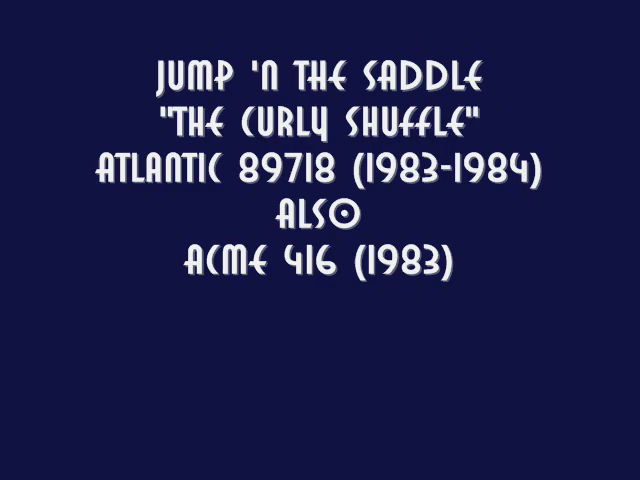 JUMP 'N THE SADDLE
"THE CURLY SHUFFLE"
ATLANTIC 89718 (1983-1984)
ALSO
ACME 416 (1983)